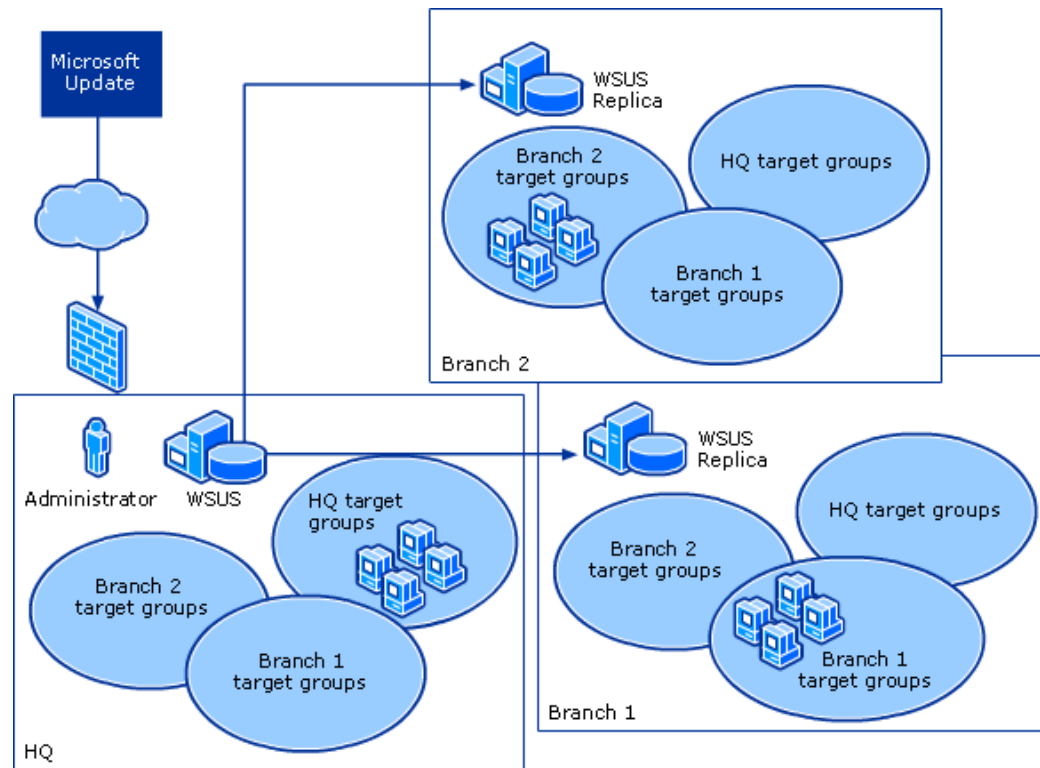 Microsoft
Update
WSUS
Replica
Branch 2
target groups
HQ target groups
Branch 1
target groups
Branch 2
Administrator
WSUS
HQ target
groups
Branch 2
target groups
Branch 1
target groups
HQ
WSUS
Replica
HQ target groups
Branch 2
target groups
Branch 1
target groups
Branch 1